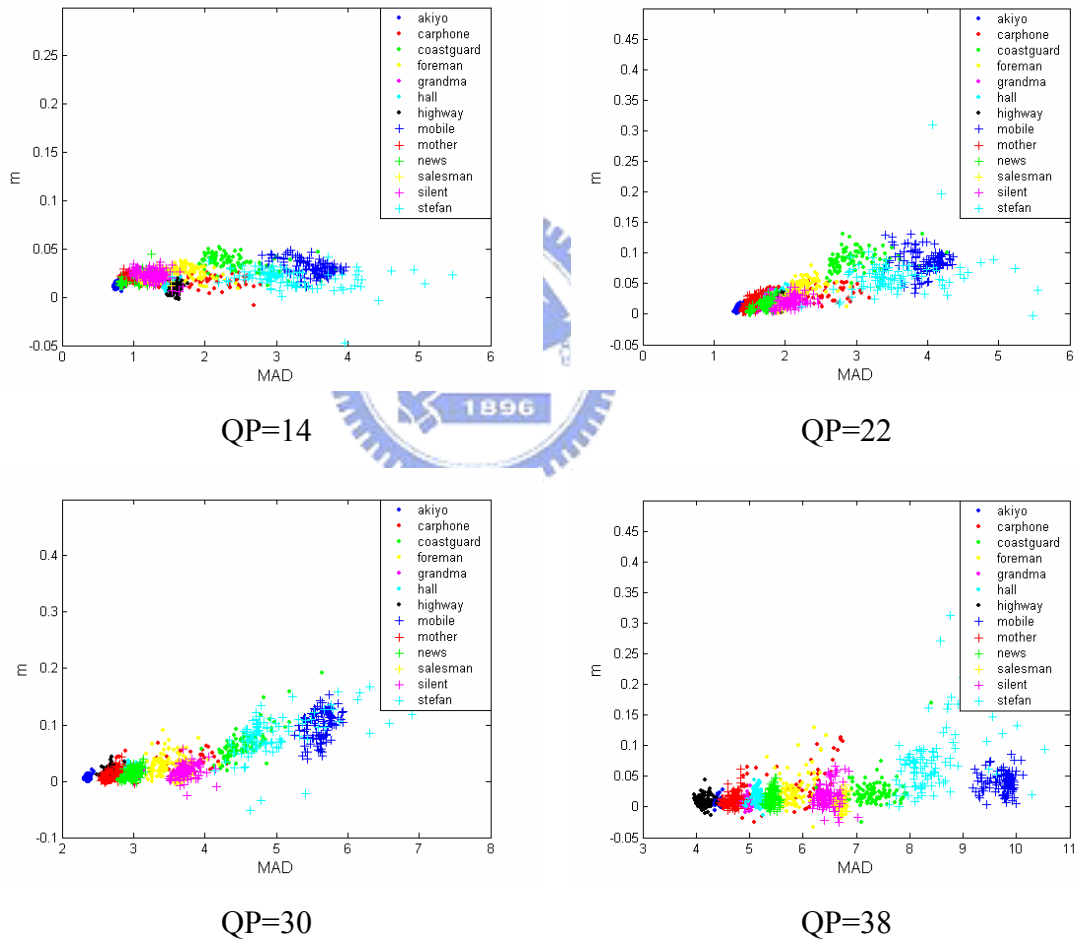 akiyo
carphone
coastguard
foreman
grandma
hall
highway
mobile
mother
news
salesman
silent
stefan
0.25
0.2
0.15
0.1
0.05
0
-0.05
m
0 1 2 3 4 5 6
MAD
QP=14
akiyo
carphone
coastguard
foreman
grandma
hall
highway
mobile
mother
news
salesman
silent
stefan
0.45
0.4
0.35
0.3
0.25
0.2
0.15
0.1
0.05
0
-0.05
m
0 1 2 3 4 5 6
MAD
QP=22
1896
akiyo
carphone
coastguard
foreman
grandma
hall
highway
mobile
mother
news
salesman
silent
stefan
0.4
0.3
0.2
0.1
0
-0.1
m
2 3 4 5 6 7 8
MAD
QP=30
akiyo
carphone
coastguard
foreman
grandma
hall
highway
mobile
mother
news
salesman
silent
stefan
0.45
0.4
0.35
0.3
0.25
0.2
0.15
0.1
0.05
0
-0.05
m
3 4 5 6 7 8 9 10 11
MAD
QP=38